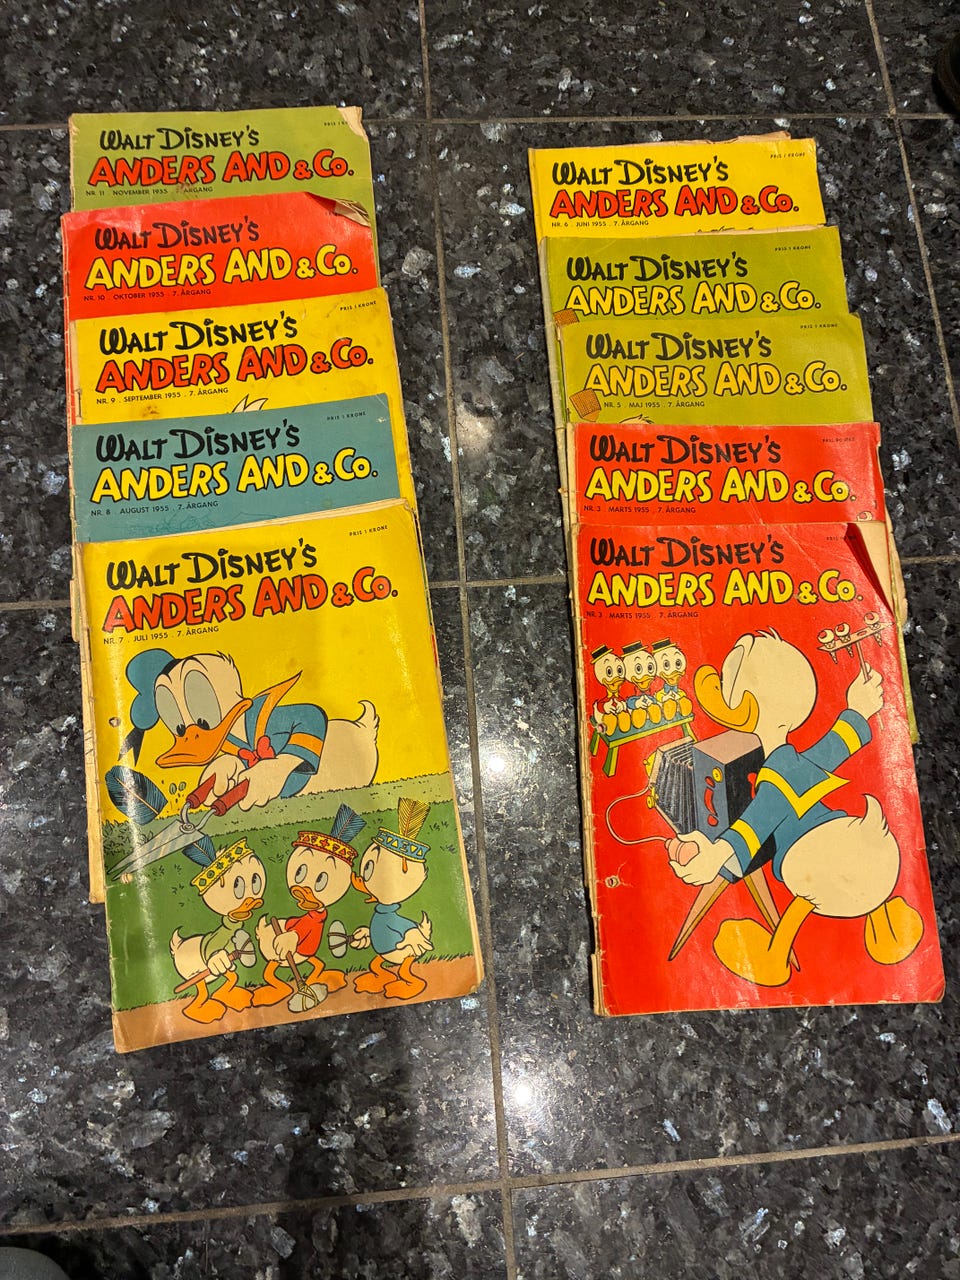 WALT DISNEY'S
PRIS 1 K
ANDERS AND & Co.
NR. 11 . NOVEMBER 1955 . 7. ÅRGANG
WALT DISNEY'S
ANDERS AND & Co.
NR. 10 . OKTOBER 1955 . 7. ÅRGANG
PRIS 1 KRONE
WALT DISNEY'S
ANDERS AND & Co.
NR. 9 . SEPTEMBER 1955 . 7. ÅRGANG
PRIS 1 KRONE
WALT DISNEY'S
ANDERS AND & Co.
NR. 8 . AUGUST 1955 . 7. ÅRGANG
PRIS 1 KRONE
WALT DISNEY'S
ANDERS AND & Co.
NR. 7 . JULI 1955 . 7. ÅRGANG
PRIS 1 KRONE
WALT DISNEY'S
ANDERS AND & Co.
NR. 6 . JUNI 1955 . 7. ÅRGANG
PRIS 1 KRONE
WALT DISNEY'S
ANDERS AND & Co.
PRIS 1 KRONE
WALT DISNEY'S
ANDERS AND & Co.
NR. 5 . MAJ 1955 . 7. ÅRGANG
WALT DISNEY'S
ANDERS AND & Co.
NR. 3 . MARTS 1955 . 7. ÅRGANG
WALT DISNEY'S
ANDERS AND & Co.
NR. 3 . MARTS 1955 . 7. ÅRGANG